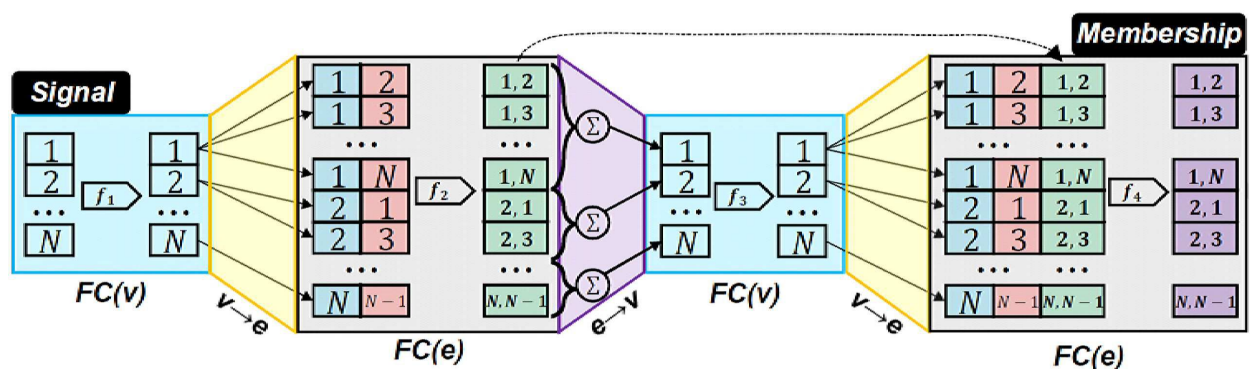 Signal
Membership
1 2 1,2 1 2 1,2 1,2
1 3 1,3 1 3 1,3 1,3
Σ
... ... ... ...
1 1 1 1
2 2 2 2
1 N 1,N 1 N 1,N 1,N
f₁ f₂ f₃ f₄
2 1 2,1 2 1 2,1 2,1
... ... ... ...
2 3 2,3 2 3 2,3 2,3
Σ
N N N N
... ... ... ...
Σ
N N−1 N,N−1 N N−1 N,N−1 N,N−1
FC(v) FC(v)
v→e e→v v→e
FC(e) FC(e)